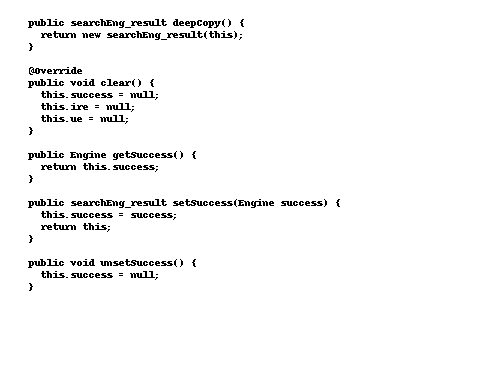 public searchEng_result deepCopy() {
  return new searchEng_result(this);
}

@Override
public void clear() {
  this.success = null;
  this.ire = null;
  this.ue = null;
}

public Engine getSuccess() {
  return this.success;
}

public searchEng_result setSuccess(Engine success) {
  this.success = success;
  return this;
}

public void unsetSuccess() {
  this.success = null;
}